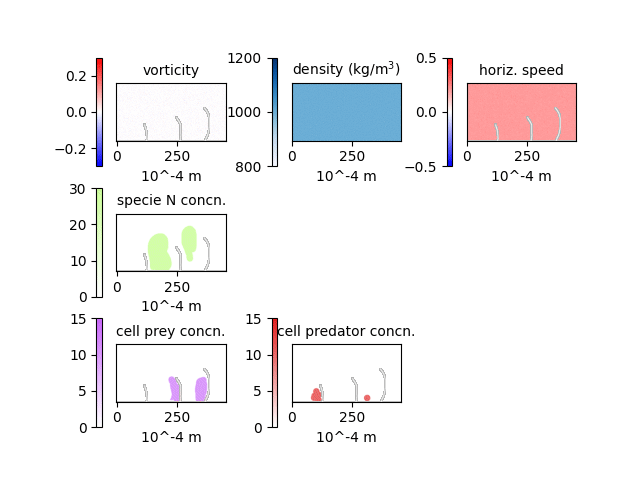 vorticity
0.2
0.0
−0.2
0 250
10^-4 m
density (kg/m³)
1200
1000
800
0 250
10^-4 m
horiz. speed
0.5
0.0
−0.5
0 250
10^-4 m
specie N concn.
30
20
10
0
0 250
10^-4 m
cell prey concn.
15
10
5
0
0 250
10^-4 m
cell predator concn.
15
10
5
0
0 250
10^-4 m